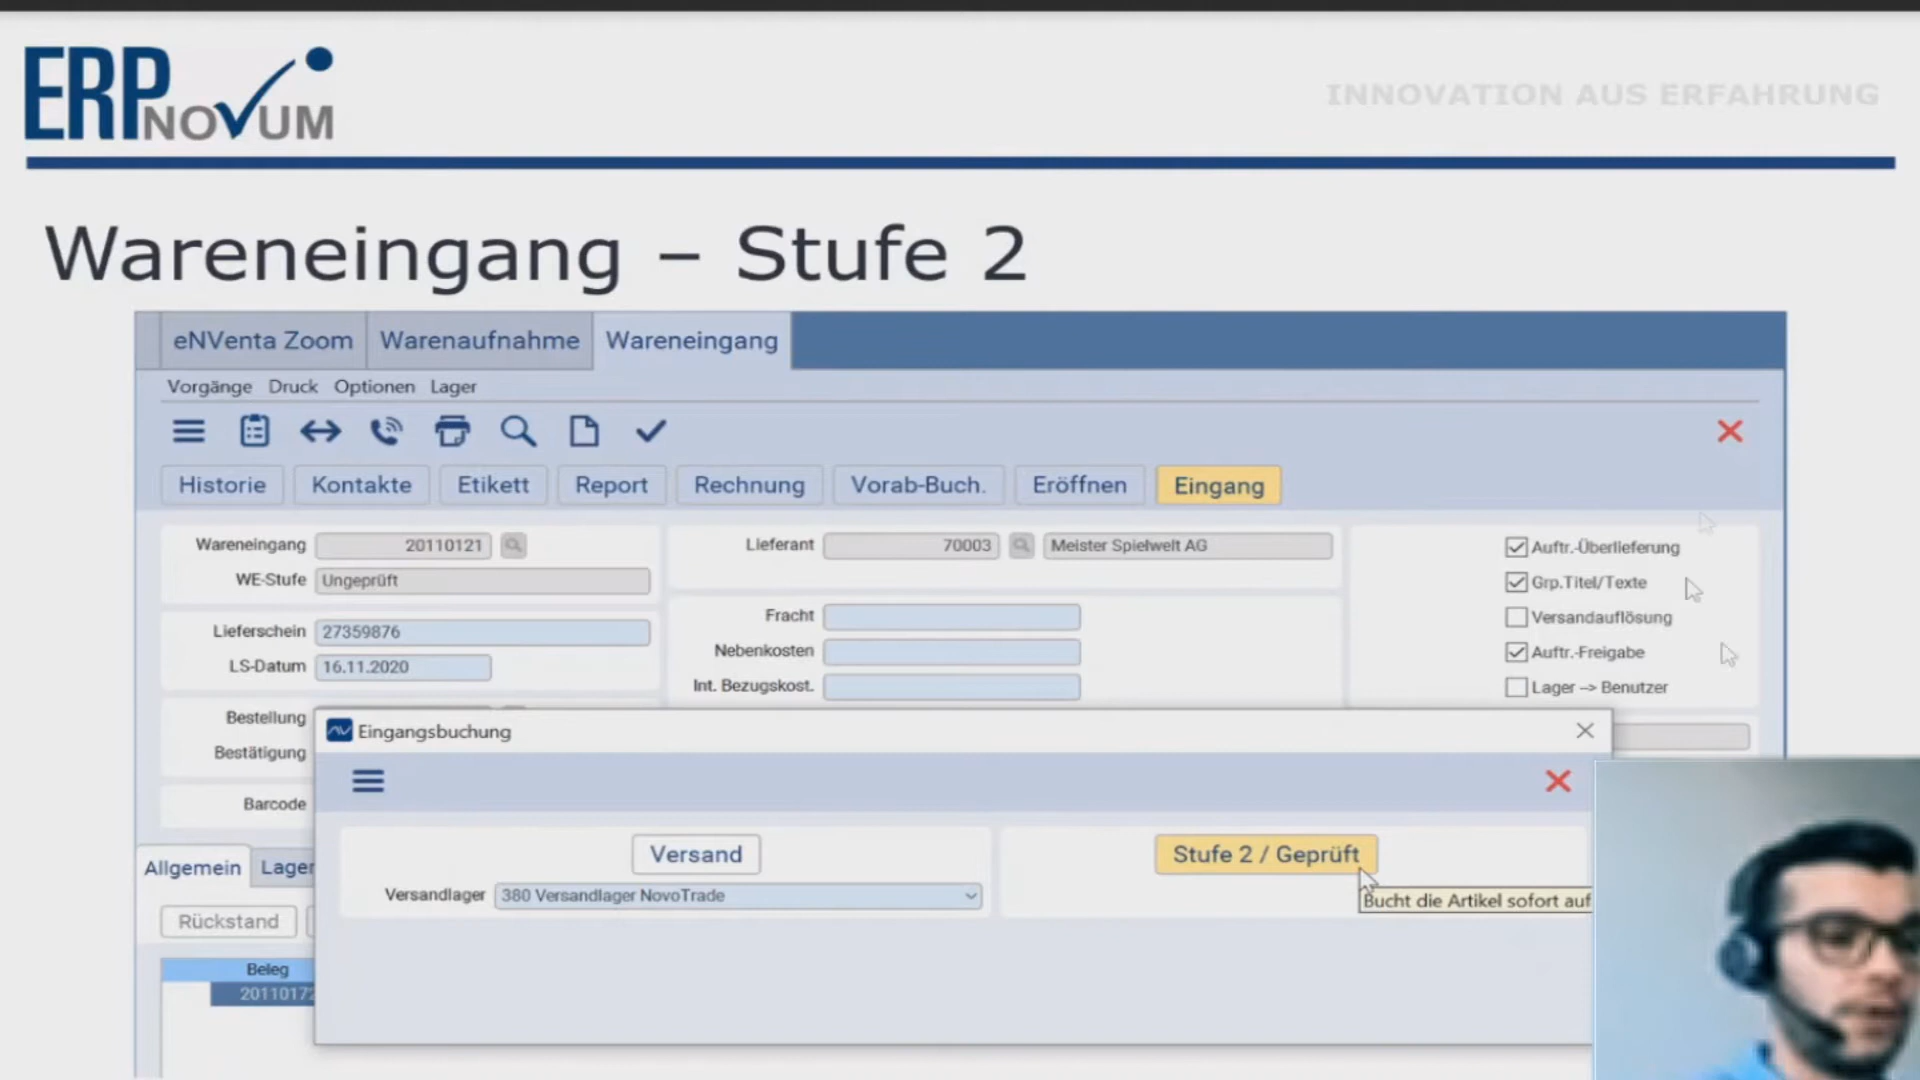 ERP NOVUM
INNOVATION AUS ERFAHRUNG
Wareneingang – Stufe 2
eNVenta Zoom Warenaufnahme Wareneingang
Vorgänge Druck Optionen Lager
Historie Kontakte Etikett Report Rechnung Vorab-Buch. Eröffnen Eingang
Wareneingang 20110121 Lieferant 70003 Meister Spielwelt AG Auftr.-Überlieferung
WE-Stufe Ungeprüft Grp.Titel/Texte
Fracht Versandauflösung
Lieferschein 27359876
Nebenkosten Auftr.-Freigabe
LS-Datum 16.11.2020
Int. Bezugskost. Lager --> Benutzer
Bestellung
Eingangsbuchung
Bestätigung
Barcode
Versand Stufe 2 / Geprüft
Allgemein Lager
Versandlager 380 Versandlager NovoTrade Bucht die Artikel sofort auf
Rückstand
Beleg
20110172